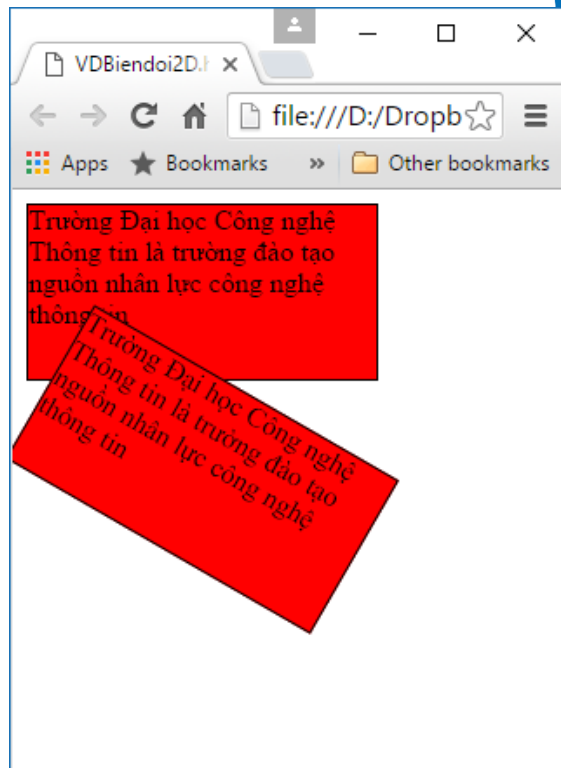 VDBiendoi2D.h
file:///D:/Dropb
Apps Bookmarks » Other bookmarks
Trường Đại học Công nghệ
Thông tin là trường đào tạo
nguồn nhân lực công nghệ
thông tin
Trường Đại học Công nghệ
Thông tin là trường đào tạo
nguồn nhân lực công nghệ
thông tin